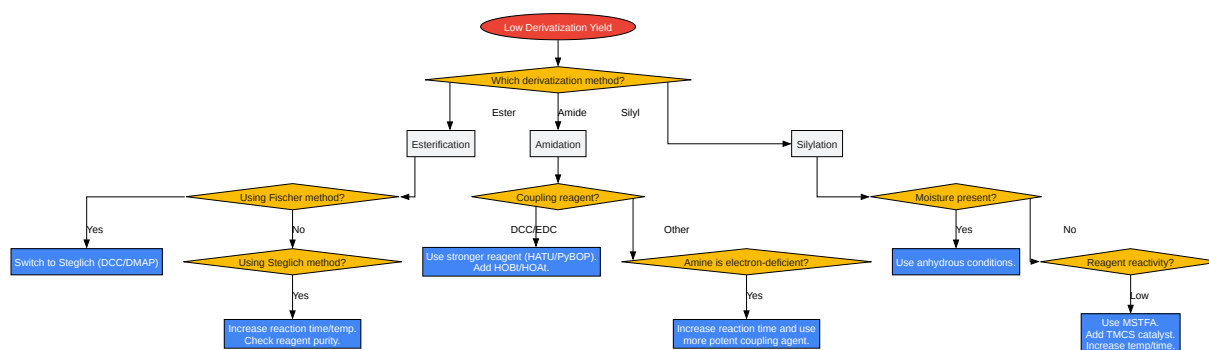 Low Derivatization Yield
Which derivatization method?
Ester
Amide
Silyl
Esterification
Amidation
Silylation
Using Fischer method?
Coupling reagent?
Moisture present?
Yes
No
DCC/EDC
Other
Yes
No
Switch to Steglich (DCC/DMAP)
Using Steglich method?
Use stronger reagent (HATU/PyBOP).
Add HOBt/HOAt.
Amine is electron-deficient?
Use anhydrous conditions.
Reagent reactivity?
Yes
Yes
Low
Increase reaction time/temp.
Check reagent purity.
Increase reaction time and use
more potent coupling agent.
Use MSTFA.
Add TMCS catalyst.
Increase temp/time.